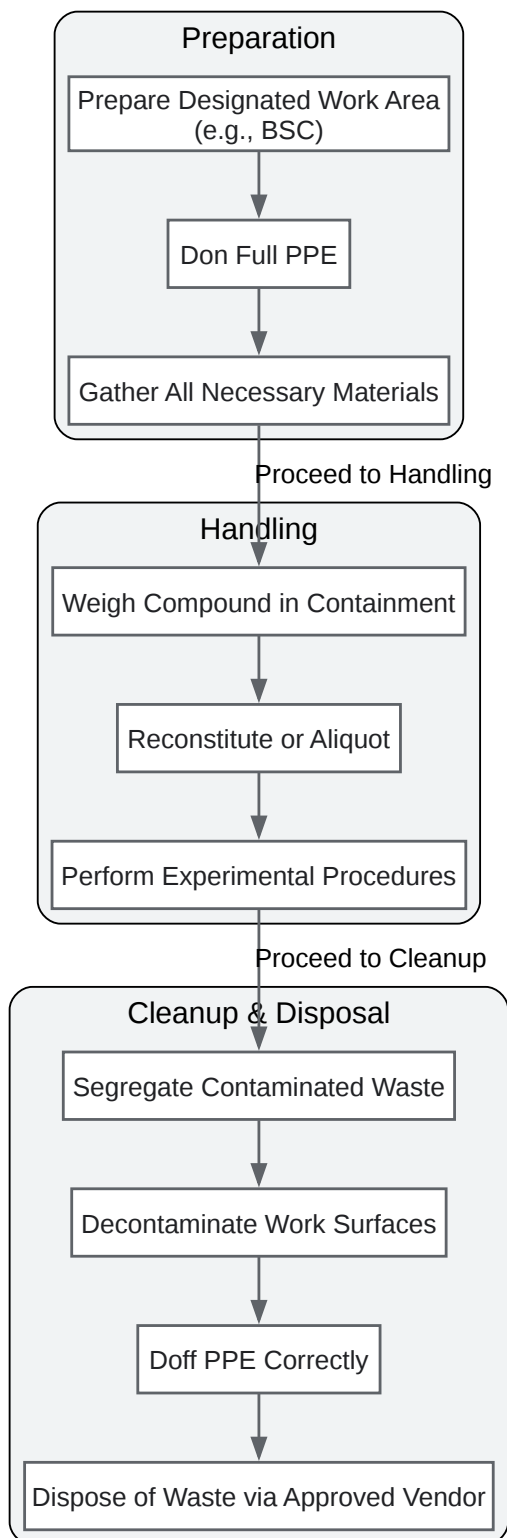 Preparation
Prepare Designated Work Area
(e.g., BSC)
Don Full PPE
Gather All Necessary Materials
Proceed to Handling
Handling
Weigh Compound in Containment
Reconstitute or Aliquot
Perform Experimental Procedures
Proceed to Cleanup
Cleanup & Disposal
Segregate Contaminated Waste
Decontaminate Work Surfaces
Doff PPE Correctly
Dispose of Waste via Approved Vendor